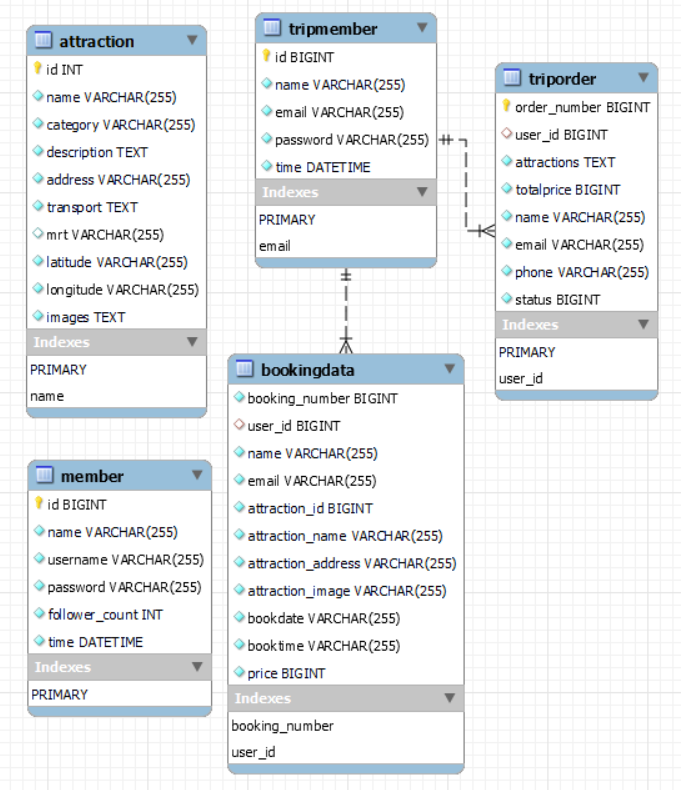 attraction
id INT
name VARCHAR(255)
category VARCHAR(255)
description TEXT
address VARCHAR(255)
transport TEXT
mrt VARCHAR(255)
latitude VARCHAR(255)
longitude VARCHAR(255)
images TEXT
Indexes
PRIMARY
name
tripmember
id BIGINT
name VARCHAR(255)
email VARCHAR(255)
password VARCHAR(255)
time DATETIME
Indexes
PRIMARY
email
triporder
order_number BIGINT
user_id BIGINT
attractions TEXT
totalprice BIGINT
name VARCHAR(255)
email VARCHAR(255)
phone VARCHAR(255)
status BIGINT
Indexes
PRIMARY
user_id
member
id BIGINT
name VARCHAR(255)
username VARCHAR(255)
password VARCHAR(255)
follower_count INT
time DATETIME
Indexes
PRIMARY
bookingdata
booking_number BIGINT
user_id BIGINT
name VARCHAR(255)
email VARCHAR(255)
attraction_id BIGINT
attraction_name VARCHAR(255)
attraction_address VARCHAR(255)
attraction_image VARCHAR(255)
bookdate VARCHAR(255)
booktime VARCHAR(255)
price BIGINT
Indexes
booking_number
user_id